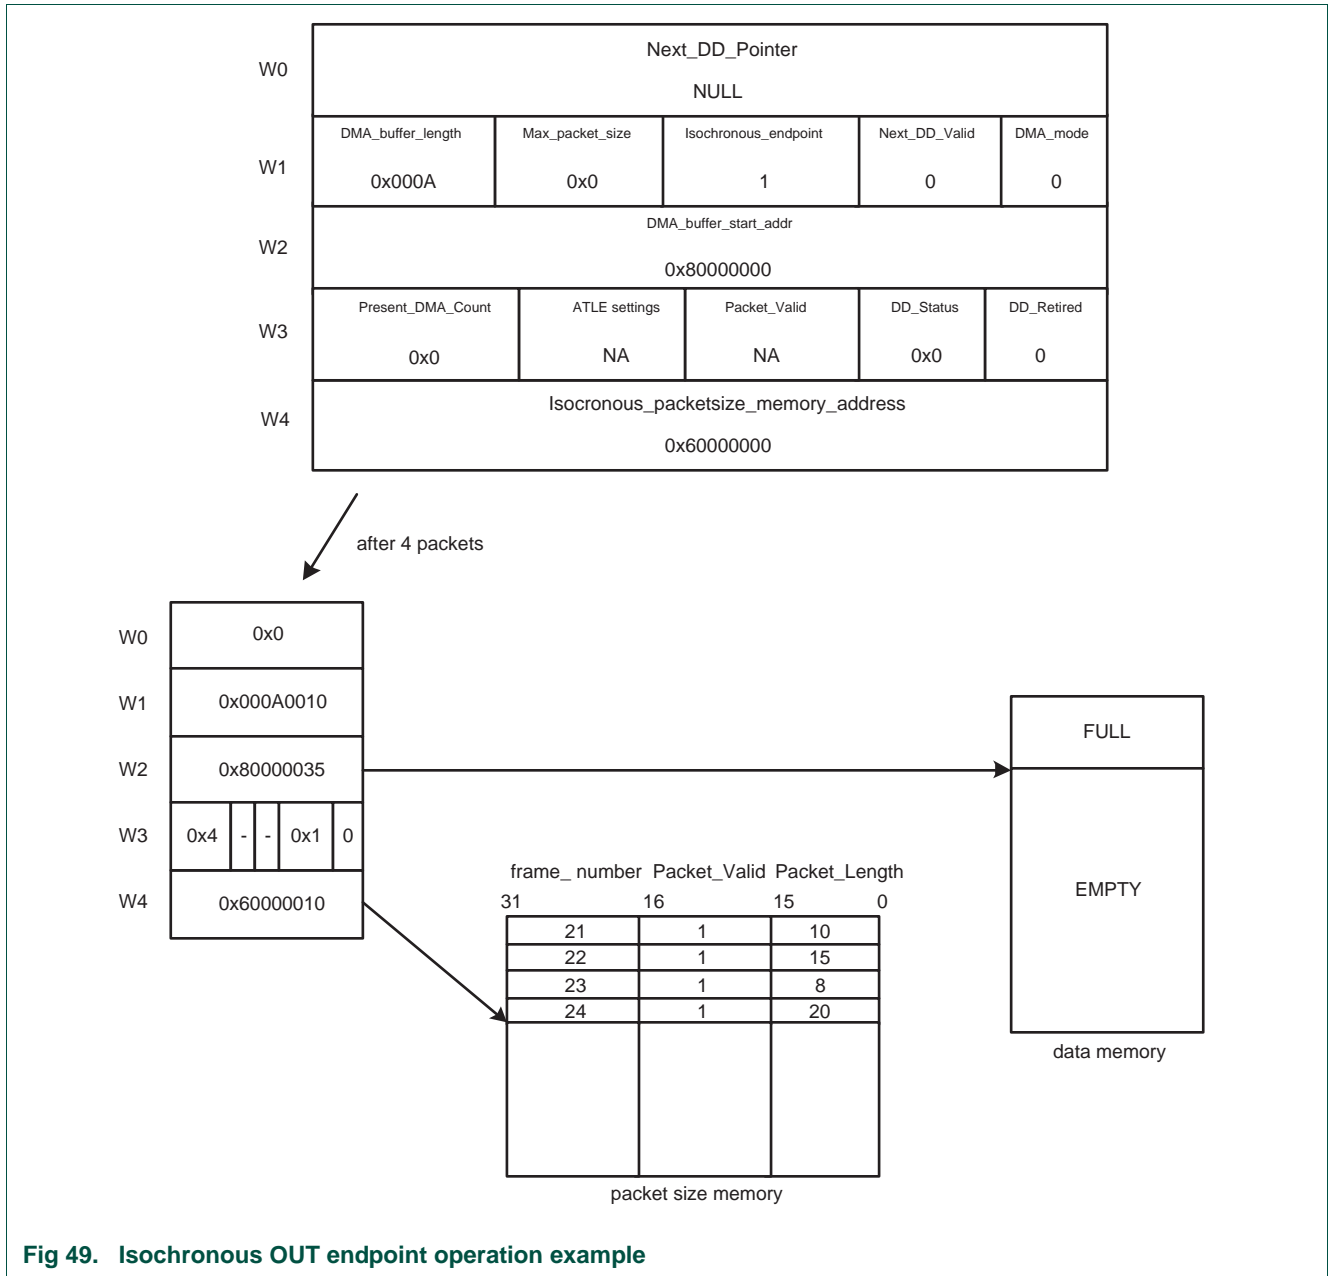 Next_DD_Pointer
W0
NULL
DMA_buffer_length Max_packet_size Isochronous_endpoint Next_DD_Valid DMA_mode
W1
0x000A 0x0 1 0 0
DMA_buffer_start_addr
W2
0x80000000
Present_DMA_Count ATLE settings Packet_Valid DD_Status DD_Retired
W3
0x0 NA NA 0x0 0
Isocronous_packetsize_memory_address
W4
0x60000000
after 4 packets
W0 0x0
W1 0x000A0010
FULL
W2 0x80000035
W3 0x4 - - 0x1 0
frame_ number Packet_Valid Packet_Length
W4 0x60000010
EMPTY
31 16 15 0
21 1 10
22 1 15
23 1 8
24 1 20
data memory
packet size memory
Fig 49. Isochronous OUT endpoint operation example